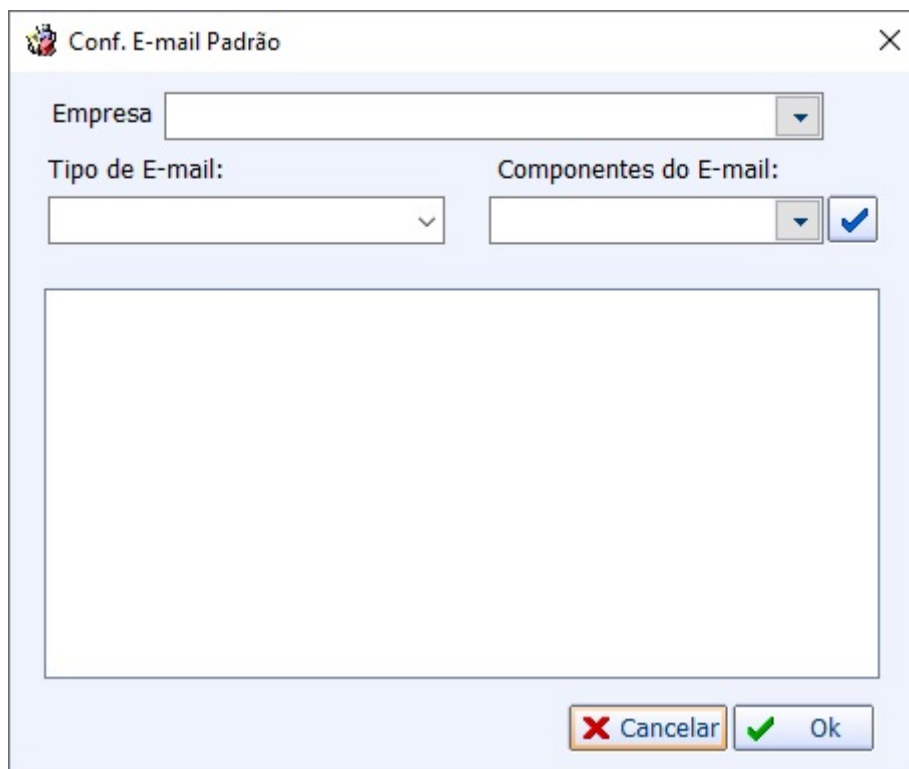 Conf. E-mail Padrão
Empresa
Tipo de E-mail: Componentes do E-mail:
Cancelar Ok